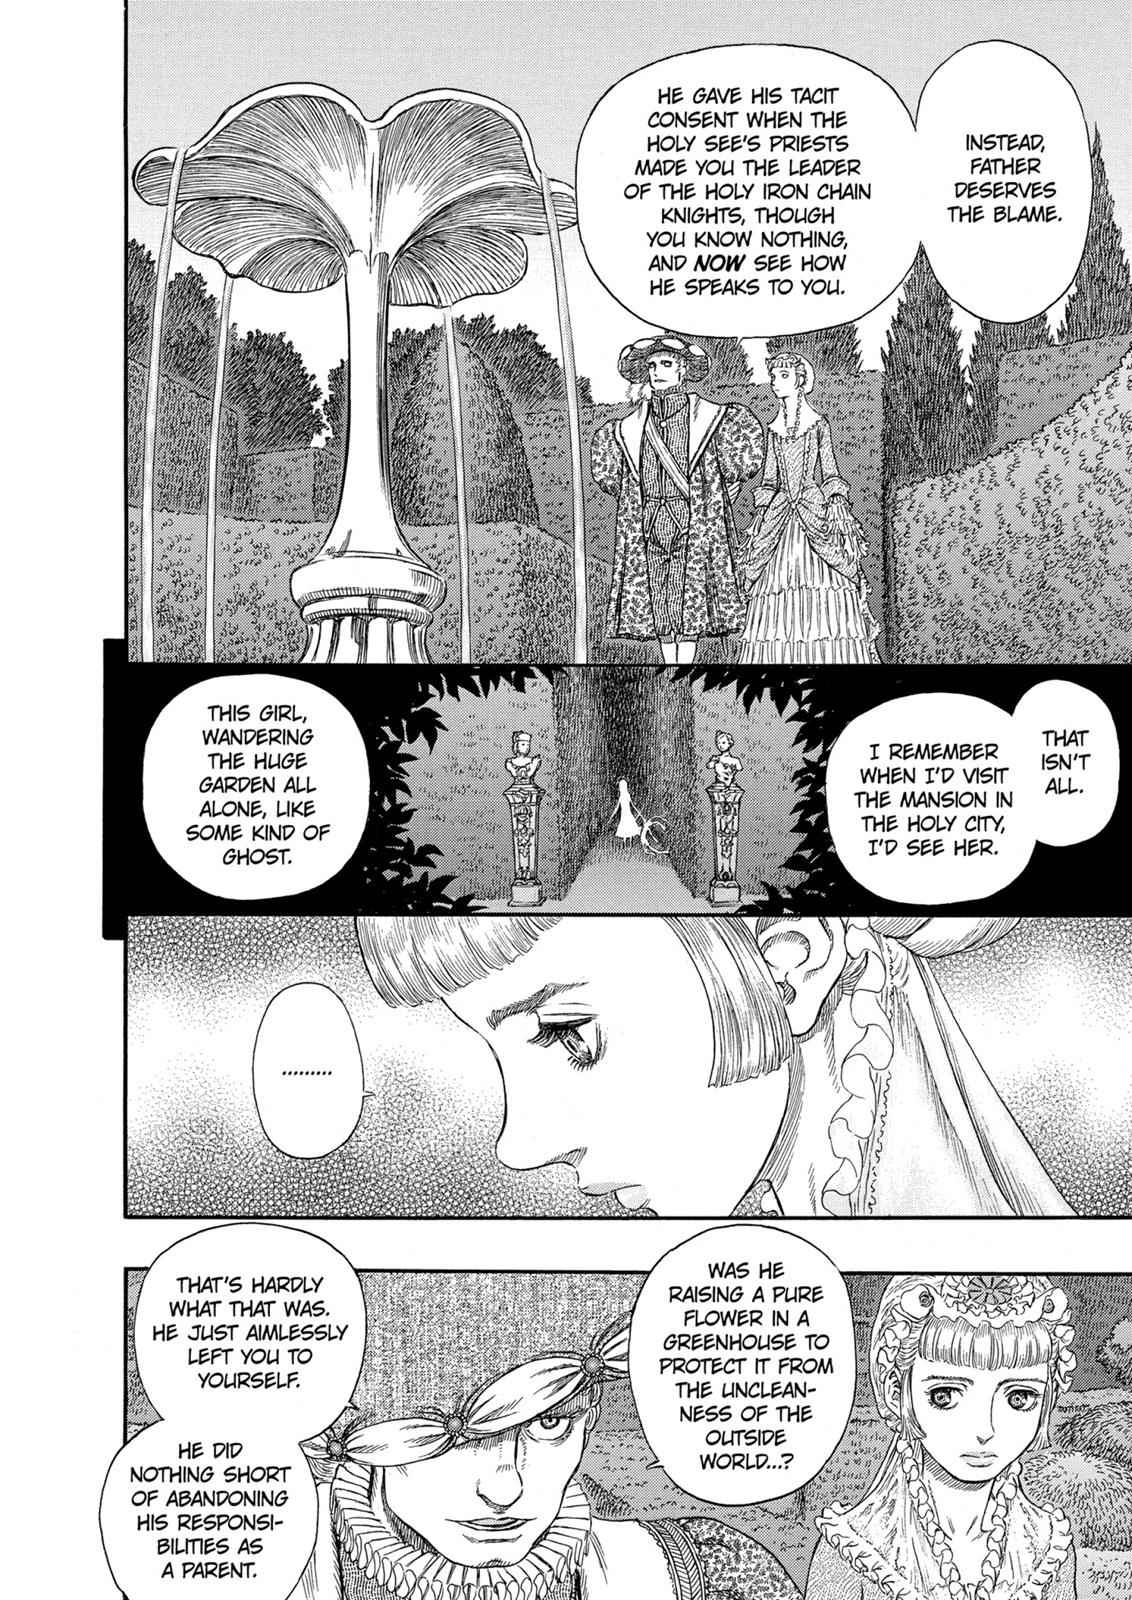 INSTEAD,
FATHER
DESERVES
THE BLAME.
HE GAVE HIS TACIT
CONSENT WHEN THE
HOLY SEE'S PRIESTS
MADE YOU THE LEADER
OF THE HOLY IRON CHAIN
KNIGHTS, THOUGH
YOU KNOW NOTHING,
AND NOW SEE HOW
HE SPEAKS TO YOU.
THAT
ISN'T
ALL.
I REMEMBER
WHEN I'D VISIT
THE MANSION IN
THE HOLY CITY,
I'D SEE HER.
THIS GIRL,
WANDERING
THE HUGE
GARDEN ALL
ALONE, LIKE
SOME KIND OF
GHOST.
.........
WAS HE
RAISING A PURE
FLOWER IN A
GREENHOUSE TO
PROTECT IT FROM
THE UNCLEAN-
NESS OF THE
OUTSIDE
WORLD...?
THAT'S HARDLY
WHAT THAT WAS.
HE JUST AIMLESSLY
LEFT YOU TO
YOURSELF.
HE DID
NOTHING SHORT
OF ABANDONING
HIS RESPONSI-
BILITIES AS
A PARENT.